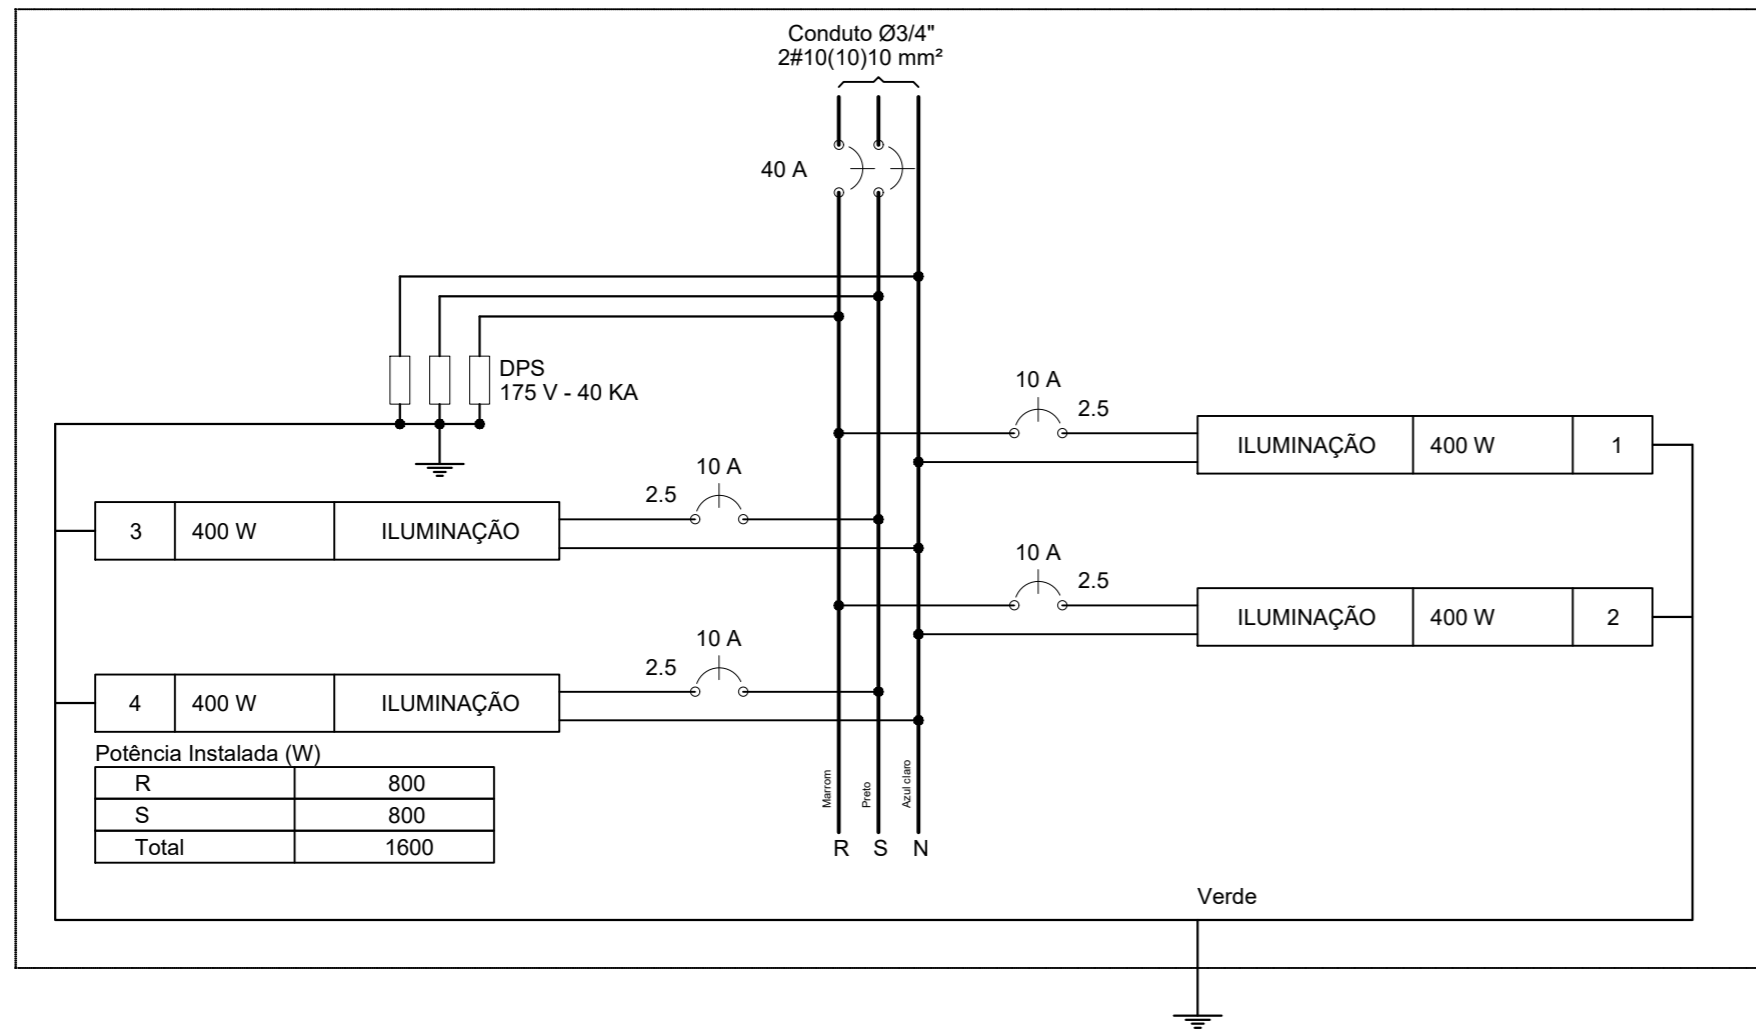 Conduto Ø3/4"
2#10(10)10 mm²
40 A
DPS
175 V - 40 KA
10 A
2.5
ILUMINAÇÃO 400 W 1
10 A
2.5
3 400 W ILUMINAÇÃO
10 A
2.5
ILUMINAÇÃO 400 W 2
10 A
2.5
4 400 W ILUMINAÇÃO
Potência Instalada (W)
R 800
S 800
Total 1600
Marrom
Preto
Azul claro
R S N
Verde